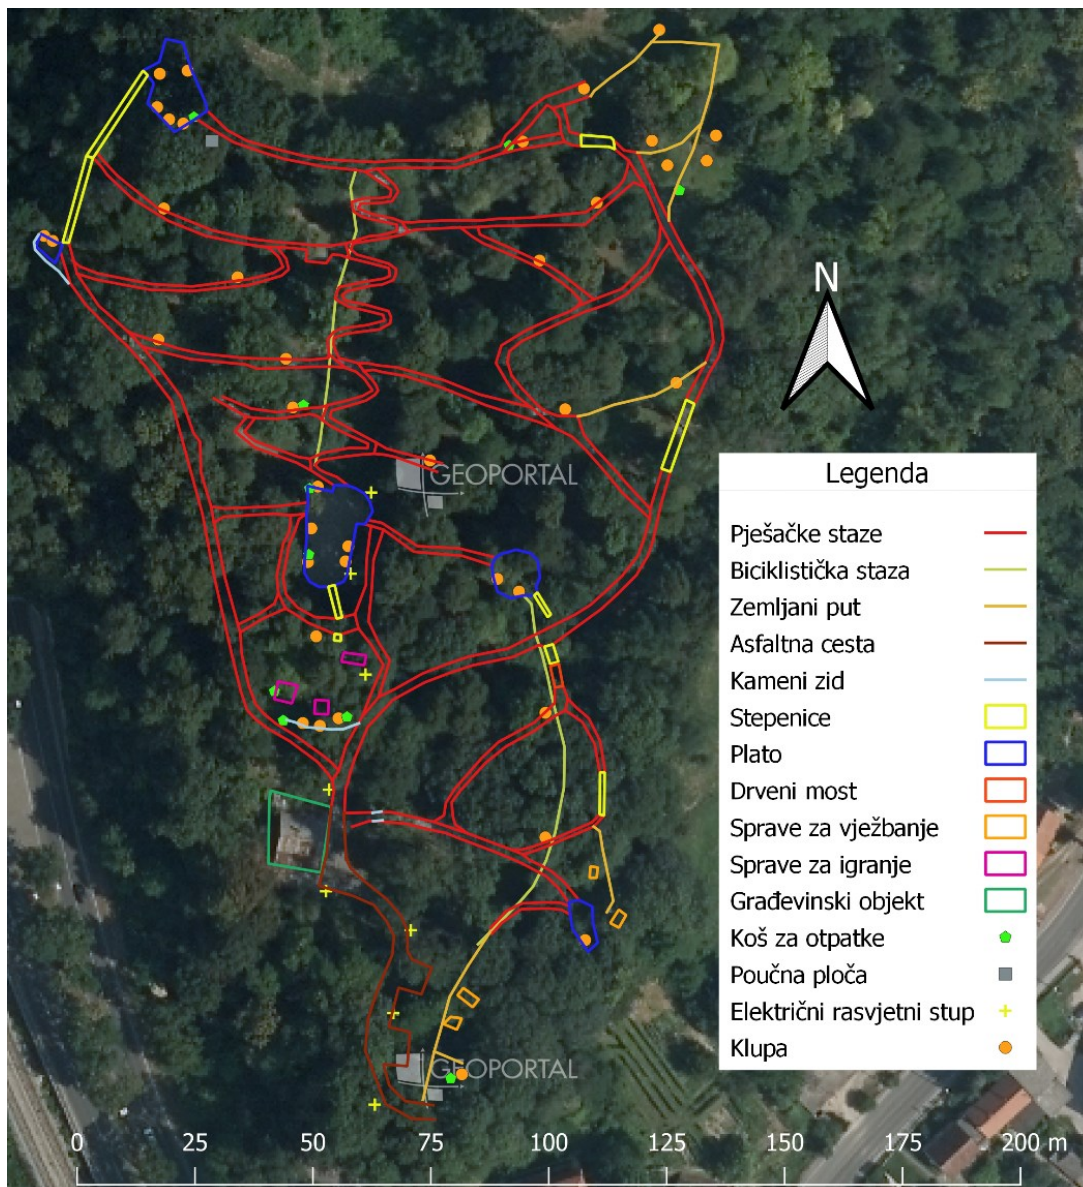 N
GEOPORTAL
Legenda
Pješačke staze
Biciklistička staza
Zemljani put
Asfaltna cesta
Kameni zid
Stepenice
Plato
Drveni most
Sprave za vježbanje
Sprave za igranje
Građevinski objekt
Koš za otpatke
Poučna ploča
Električni rasvjetni stup
Klupa
GEOPORTAL
0 25 50 75 100 125 150 175 200 m